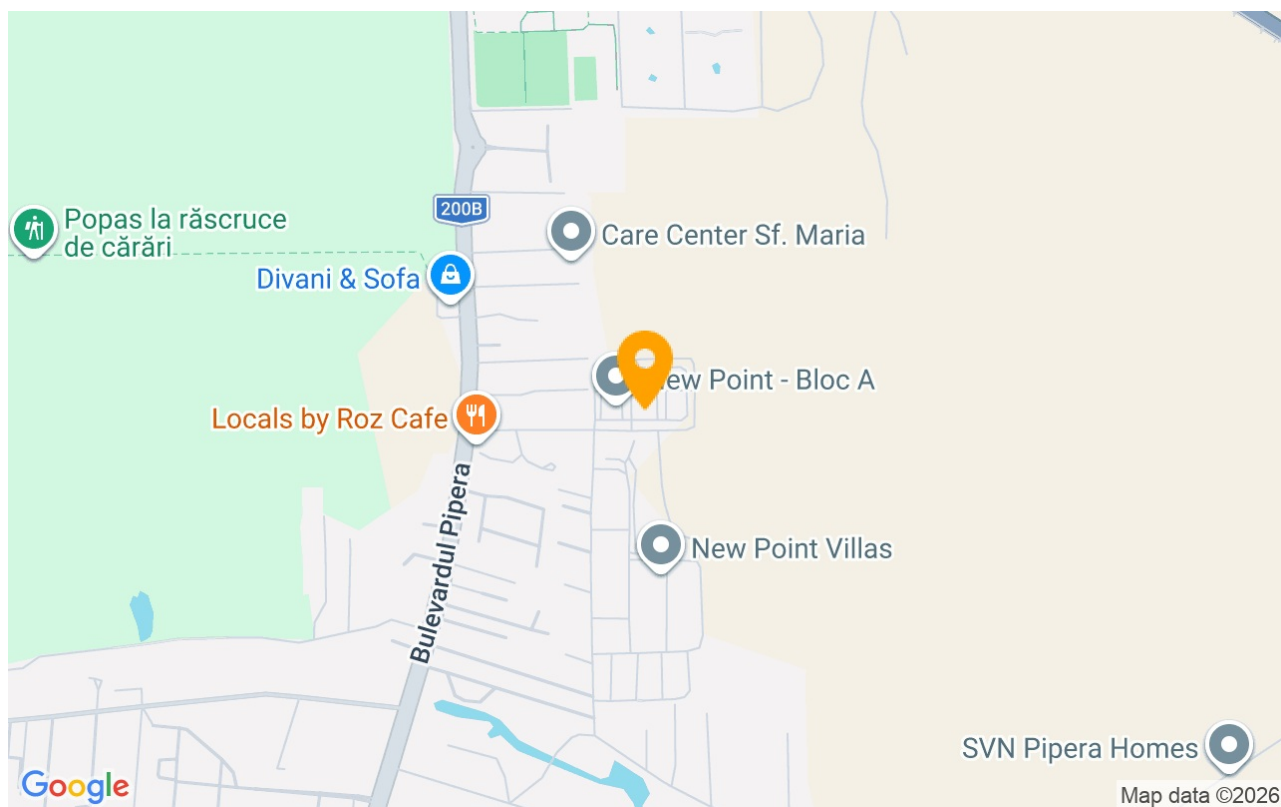 200B
Popas la răscruce
de cărări
Care Center Sf. Maria
Divani & Sofa
ew Point - Bloc A
Locals by Roz Cafe
Bulevardul Pipera
New Point Villas
SVN Pipera Homes
Google
Map data ©2026